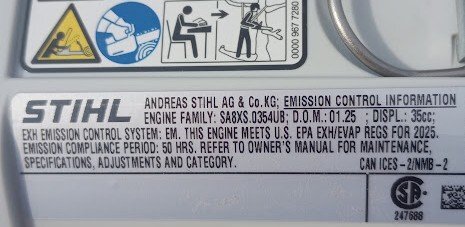 0000 967 7280
STIHL
ANDREAS STIHL AG & Co.KG; EMISSION CONTROL INFORMATION
ENGINE FAMILY: SA8XS.0354UB; D.O.M.: 01.25 ; DISPL.: 35cc;
EXH EMISSION CONTROL SYSTEM: EM. THIS ENGINE MEETS U.S. EPA EXH/EVAP REGS FOR 2025.
EMISSION COMPLIANCE PERIOD: 50 HRS. REFER TO OWNER'S MANUAL FOR MAINTENANCE,
SPECIFICATIONS, ADJUSTMENTS AND CATEGORY.
CAN ICES - 2/NMB - 2
SA
247688